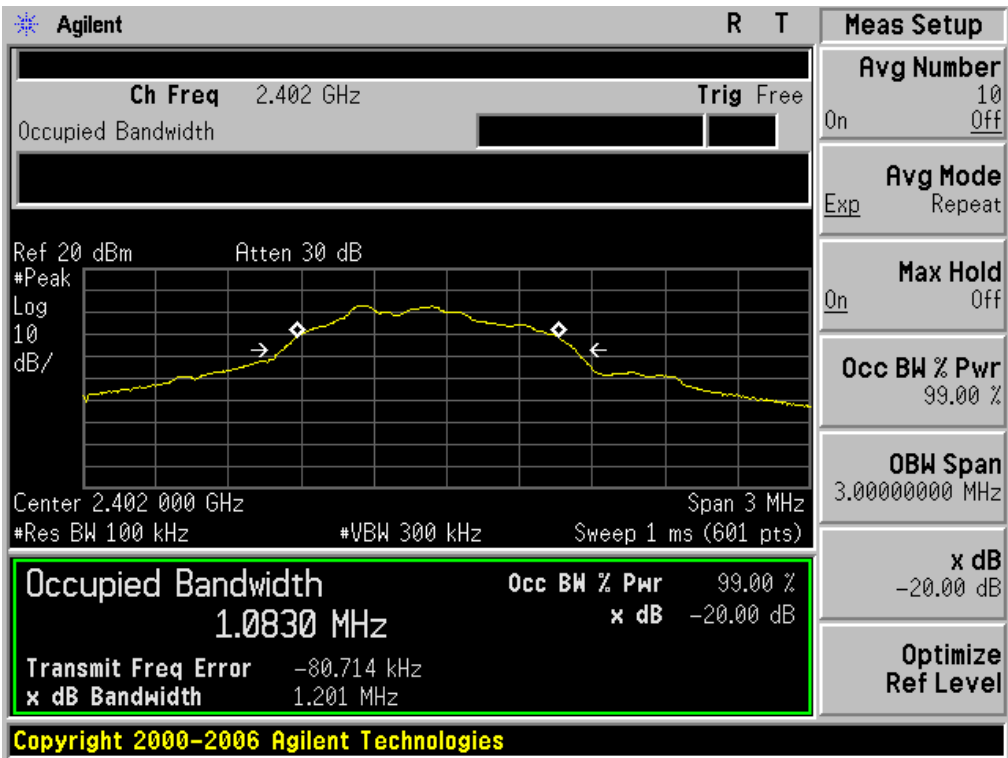 Agilent R T
Ch Freq 2.402 GHz Trig Free
Occupied Bandwidth
Ref 20 dBm Atten 30 dB
#Peak
Log
10
dB/
Center 2.402 000 GHz Span 3 MHz
#Res BW 100 kHz #VBW 300 kHz Sweep 1 ms (601 pts)
Occupied Bandwidth
1.0830 MHz
Occ BW % Pwr 99.00 %
x dB -20.00 dB
Transmit Freq Error -80.714 kHz
x dB Bandwidth 1.201 MHz
Copyright 2000-2006 Agilent Technologies
Meas Setup
Avg Number
10
On Off
Avg Mode
Exp Repeat
Max Hold
On Off
Occ BW % Pwr
99.00 %
OBW Span
3.00000000 MHz
x dB
-20.00 dB
Optimize
Ref Level